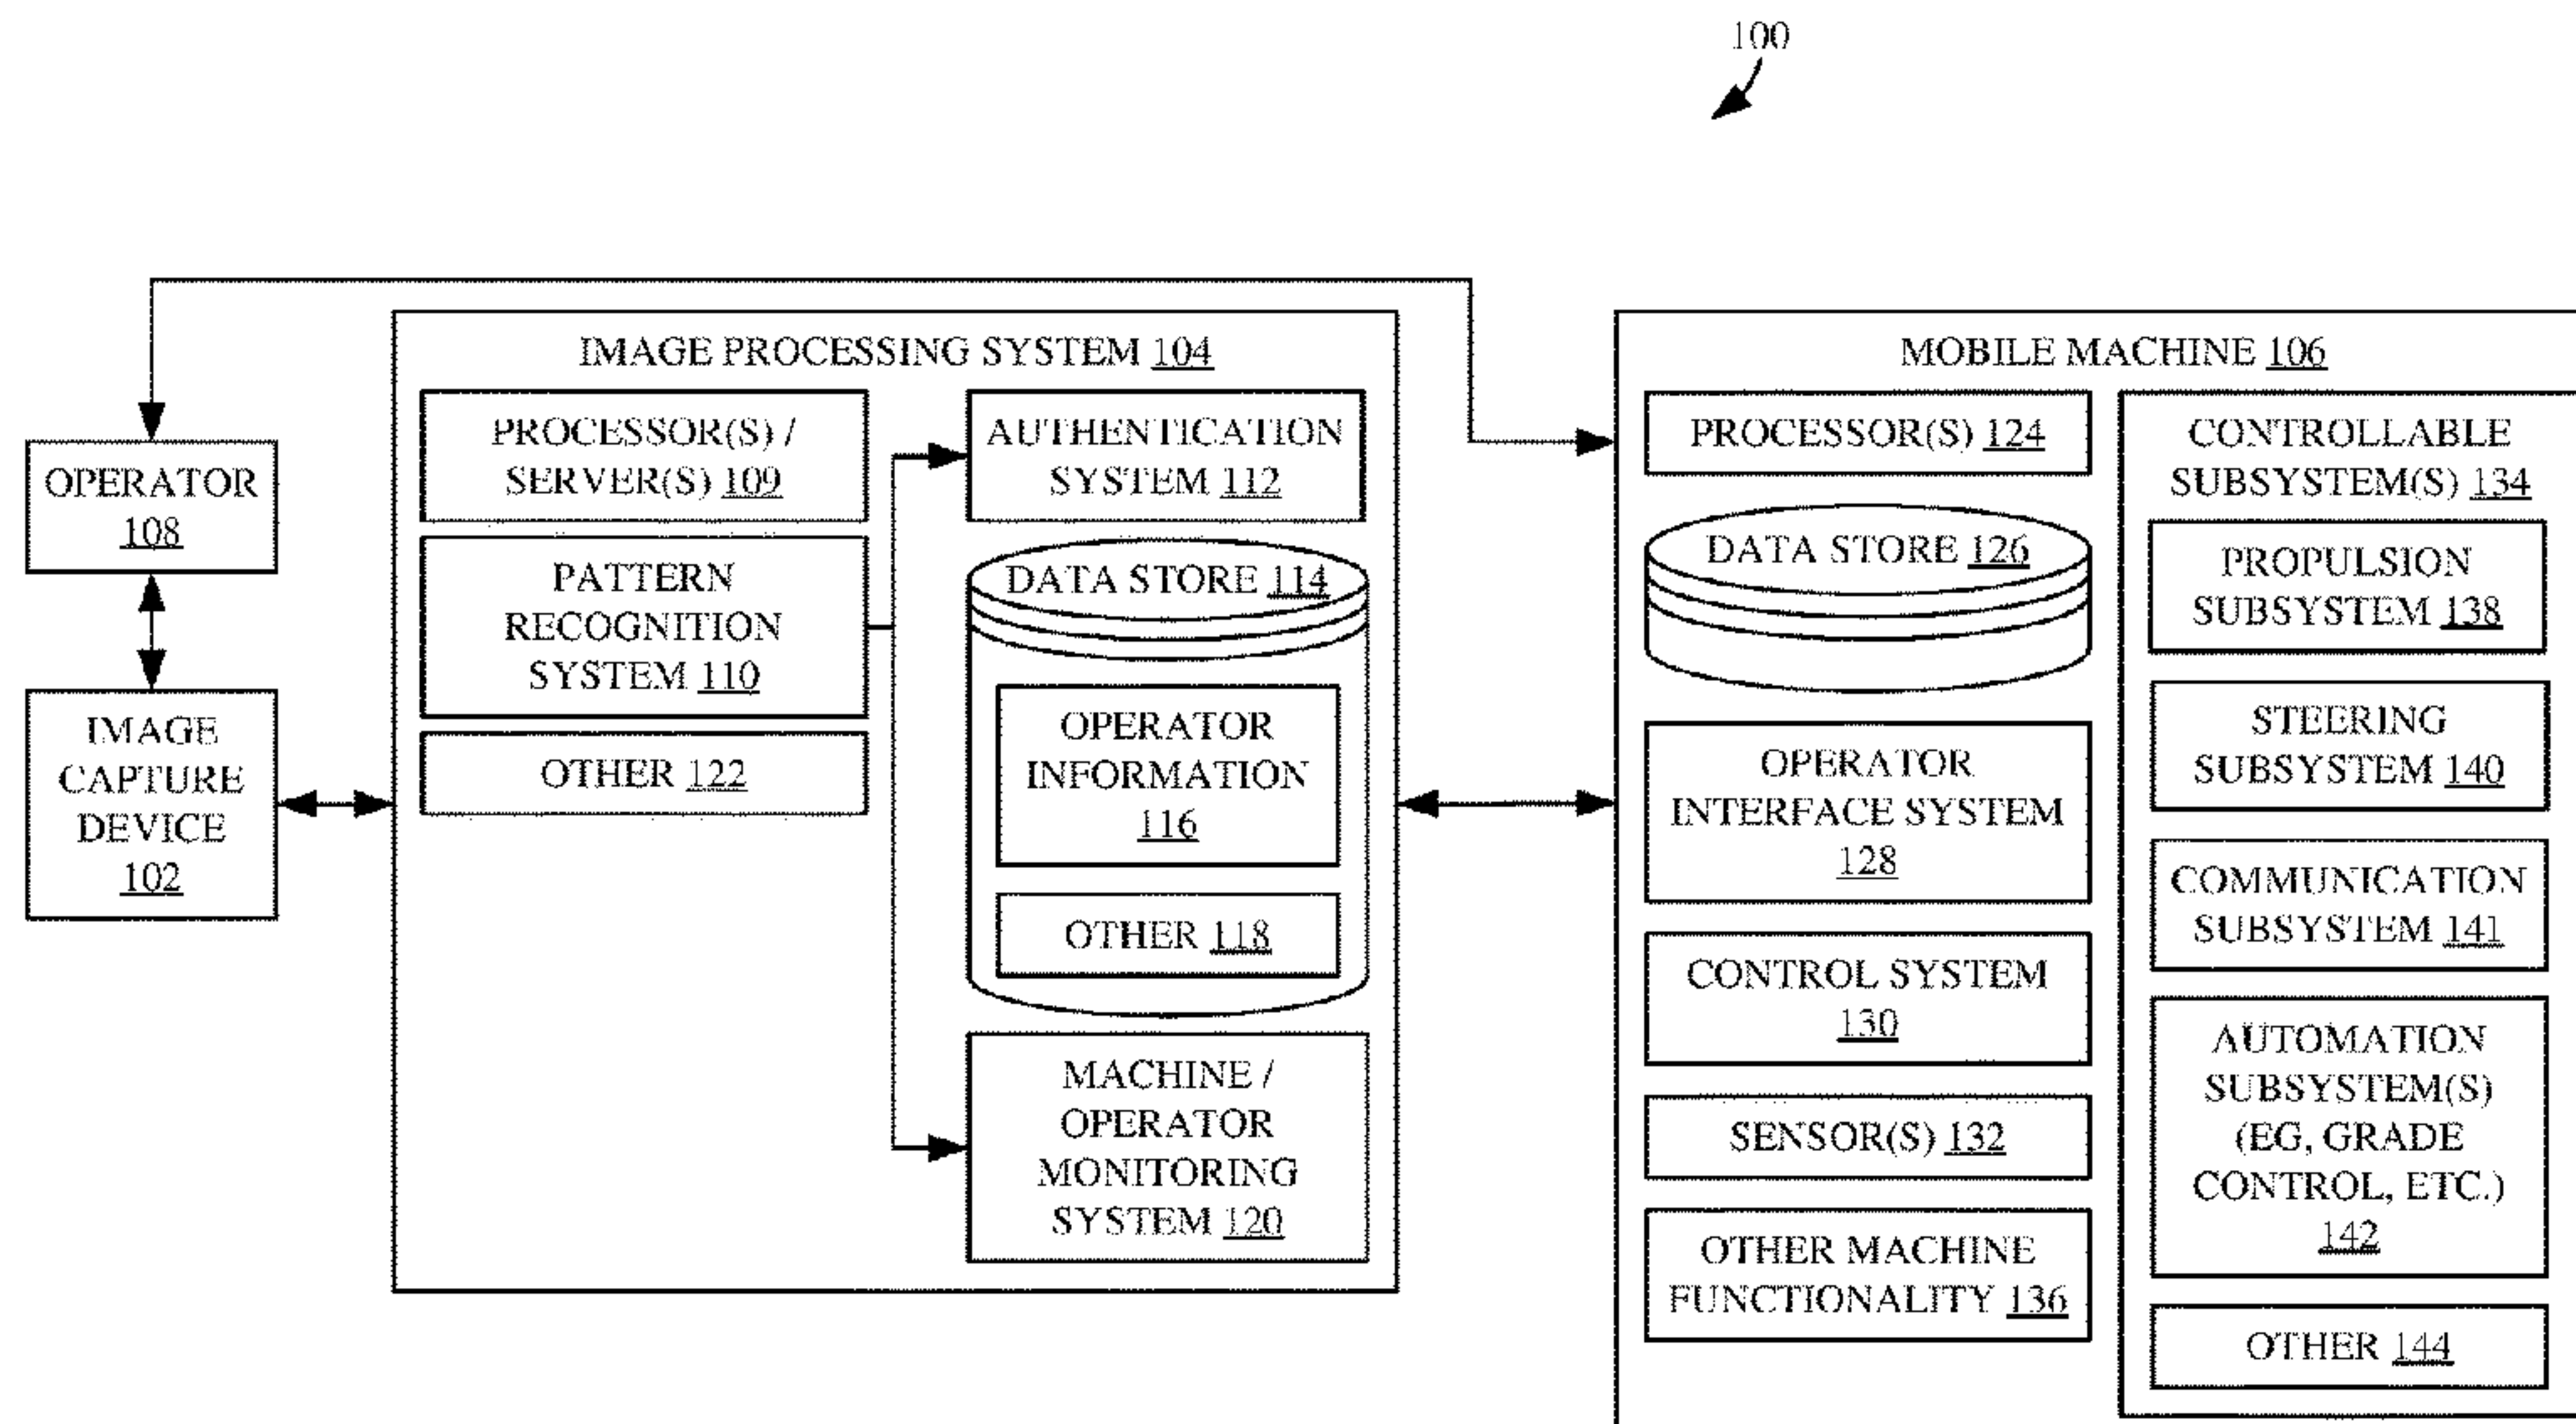 100
IMAGE PROCESSING SYSTEM 104
MOBILE MACHINE 106
OPERATOR
108
IMAGE
CAPTURE
DEVICE
102
PROCESSOR(S) /
SERVER(S) 109
PATTERN
RECOGNITION
SYSTEM 110
OTHER 122
AUTHENTICATION
SYSTEM 112
DATA STORE 114
OPERATOR
INFORMATION
116
OTHER 118
MACHINE /
OPERATOR
MONITORING
SYSTEM 120
PROCESSOR(S) 124
DATA STORE 126
OPERATOR
INTERFACE SYSTEM
128
CONTROL SYSTEM
130
SENSOR(S) 132
OTHER MACHINE
FUNCTIONALITY 136
CONTROLLABLE
SUBSYSTEM(S) 134
PROPULSION
SUBSYSTEM 138
STEERING
SUBSYSTEM 140
COMMUNICATION
SUBSYSTEM 141
AUTOMATION
SUBSYSTEM(S)
(EG, GRADE
CONTROL, ETC.)
142
OTHER 144